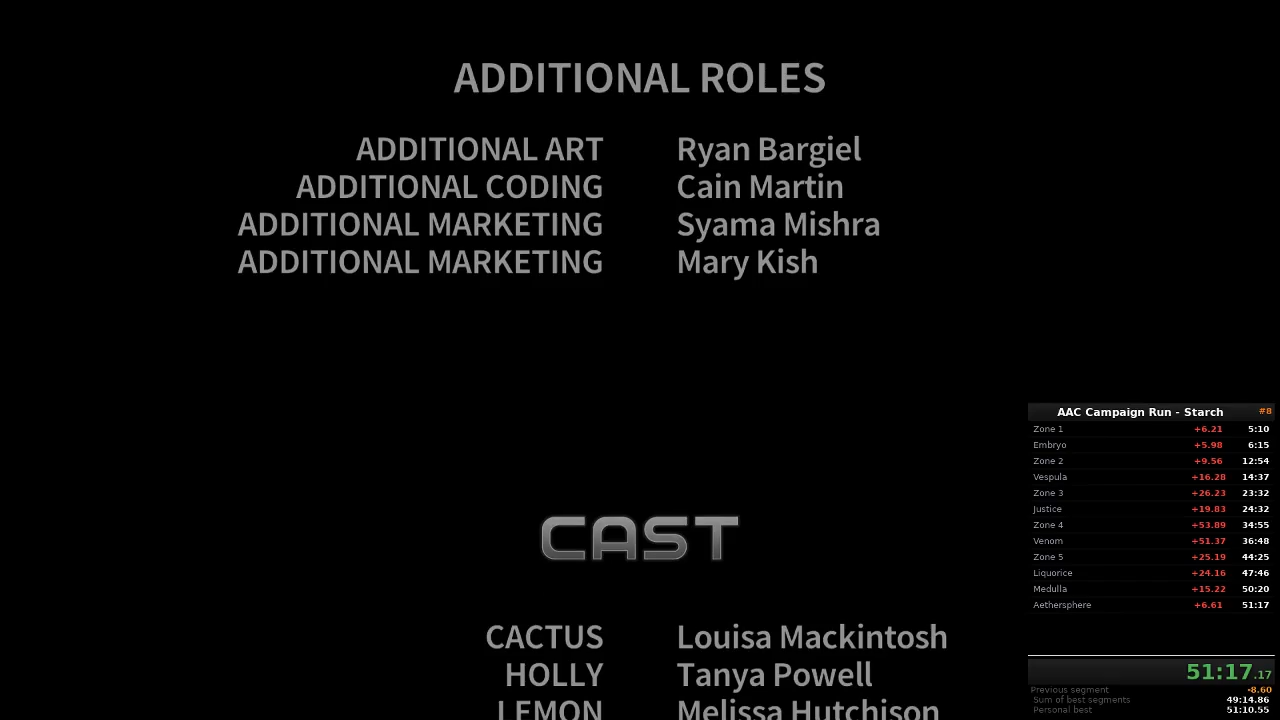 ADDITIONAL ROLES
ADDITIONAL ART Ryan Bargiel
ADDITIONAL CODING Cain Martin
ADDITIONAL MARKETING Syama Mishra
ADDITIONAL MARKETING Mary Kish
CAST
CACTUS Louisa Mackintosh
HOLLY Tanya Powell
LEMON Melissa Hutchison
AAC Campaign Run - Starch #8
Zone 1 +6.21 5:10
Embryo +5.98 6:15
Zone 2 +9.56 12:54
Vespula +16.28 14:37
Zone 3 +26.23 23:32
Justice +19.83 24:32
Zone 4 +53.89 34:55
Venom +51.37 36:48
Zone 5 +25.19 44:25
Liquorice +24.16 47:46
Medulla +15.22 50:20
Aethersphere +6.61 51:17
51:17.17
Previous segment -8.60
Sum of best segments 49:14.86
Personal best 51:10.55